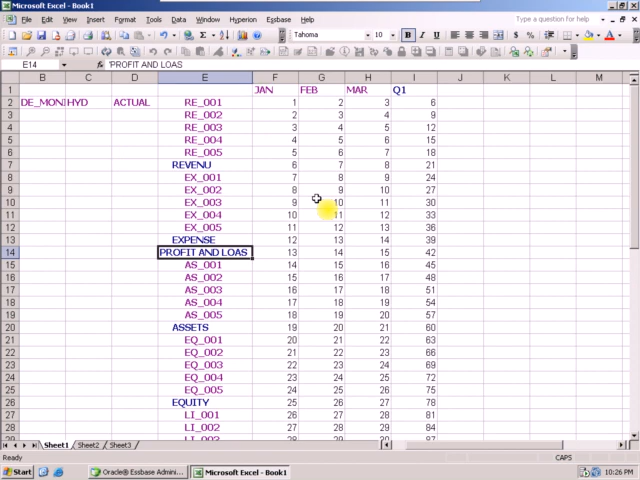 Microsoft Excel - Book1
File Edit View Insert Format Tools Data Window Hyperion Essbase Help Type a question for help
Tahoma 10 B I U
E14 fx 'PROFIT AND LOAS
B C D E F G H I J K L M
1 JAN FEB MAR Q1
2 DE_MON HYD ACTUAL RE_001 1 2 3 6
3 RE_002 2 3 4 9
4 RE_003 3 4 5 12
5 RE_004 4 5 6 15
6 RE_005 5 6 7 18
7 REVENU 6 7 8 21
8 EX_001 7 8 9 24
9 EX_002 8 9 10 27
10 EX_003 9 10 11 30
11 EX_004 10 11 12 33
12 EX_005 11 12 13 36
13 EXPENSE 12 13 14 39
14 PROFIT AND LOAS 13 14 15 42
15 AS_001 14 15 16 45
16 AS_002 15 16 17 48
17 AS_003 16 17 18 51
18 AS_004 17 18 19 54
19 AS_005 18 19 20 57
20 ASSETS 19 20 21 60
21 EQ_001 20 21 22 63
22 EQ_002 21 22 23 66
23 EQ_003 22 23 24 69
24 EQ_004 23 24 25 72
25 EQ_005 24 25 26 75
26 EQUITY 25 26 27 78
27 LI_001 26 27 28 81
28 LI_002 27 28 29 84
29 LI_003 28 29 30 87
Sheet1 Sheet2 Sheet3
Ready CAPS
Start Oracle® Essbase Admini... Microsoft Excel - Book1 10:26 PM